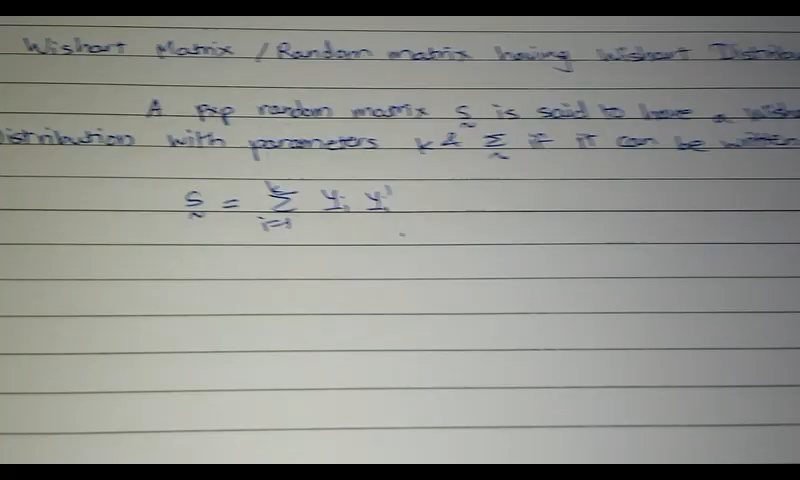 Wishart Matrix / Random matrix having Wishart
A pxp random matrix S is said to have a
distribution with parameters k & Σ if it can be written
S = Σ_{i=1}^{k} Y_i Y_i'